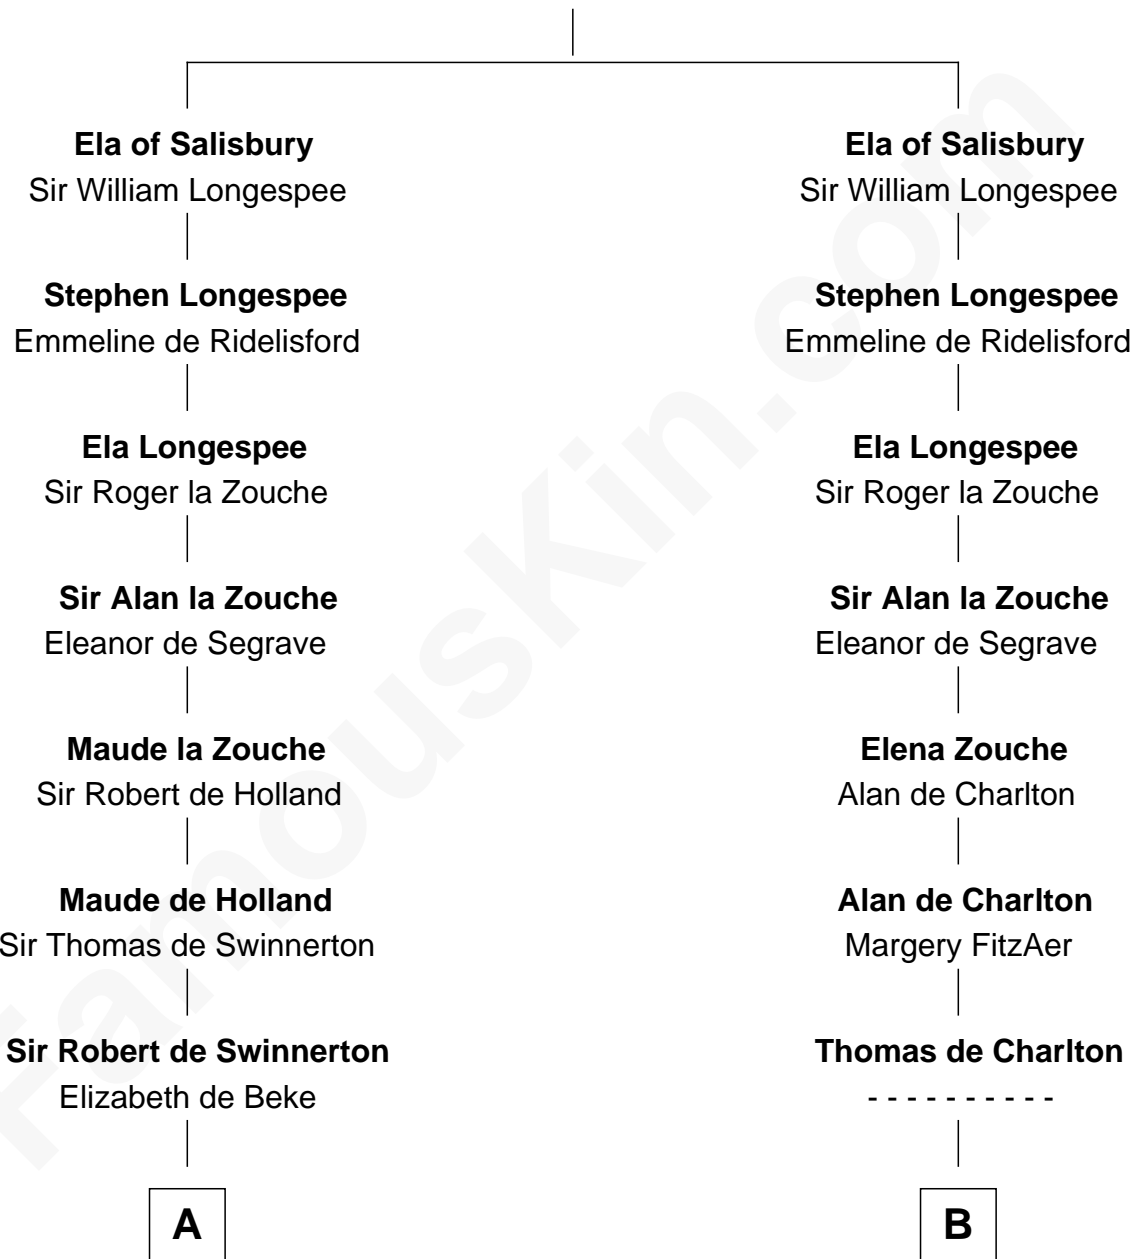 Ela of Salisbury
Sir William Longespee
Stephen Longespee
Emmeline de Ridelisford
Ela Longespee
Sir Roger la Zouche
Sir Alan la Zouche
Eleanor de Segrave
Maude la Zouche
Sir Robert de Holland
Maude de Holland
Sir Thomas de Swinnerton
Sir Robert de Swinnerton
Elizabeth de Beke
A
Ela of Salisbury
Sir William Longespee
Stephen Longespee
Emmeline de Ridelisford
Ela Longespee
Sir Roger la Zouche
Sir Alan la Zouche
Eleanor de Segrave
Elena Zouche
Alan de Charlton
Alan de Charlton
Margery FitzAer
Thomas de Charlton
- - - - - - - - - -
B
FamousKin.com